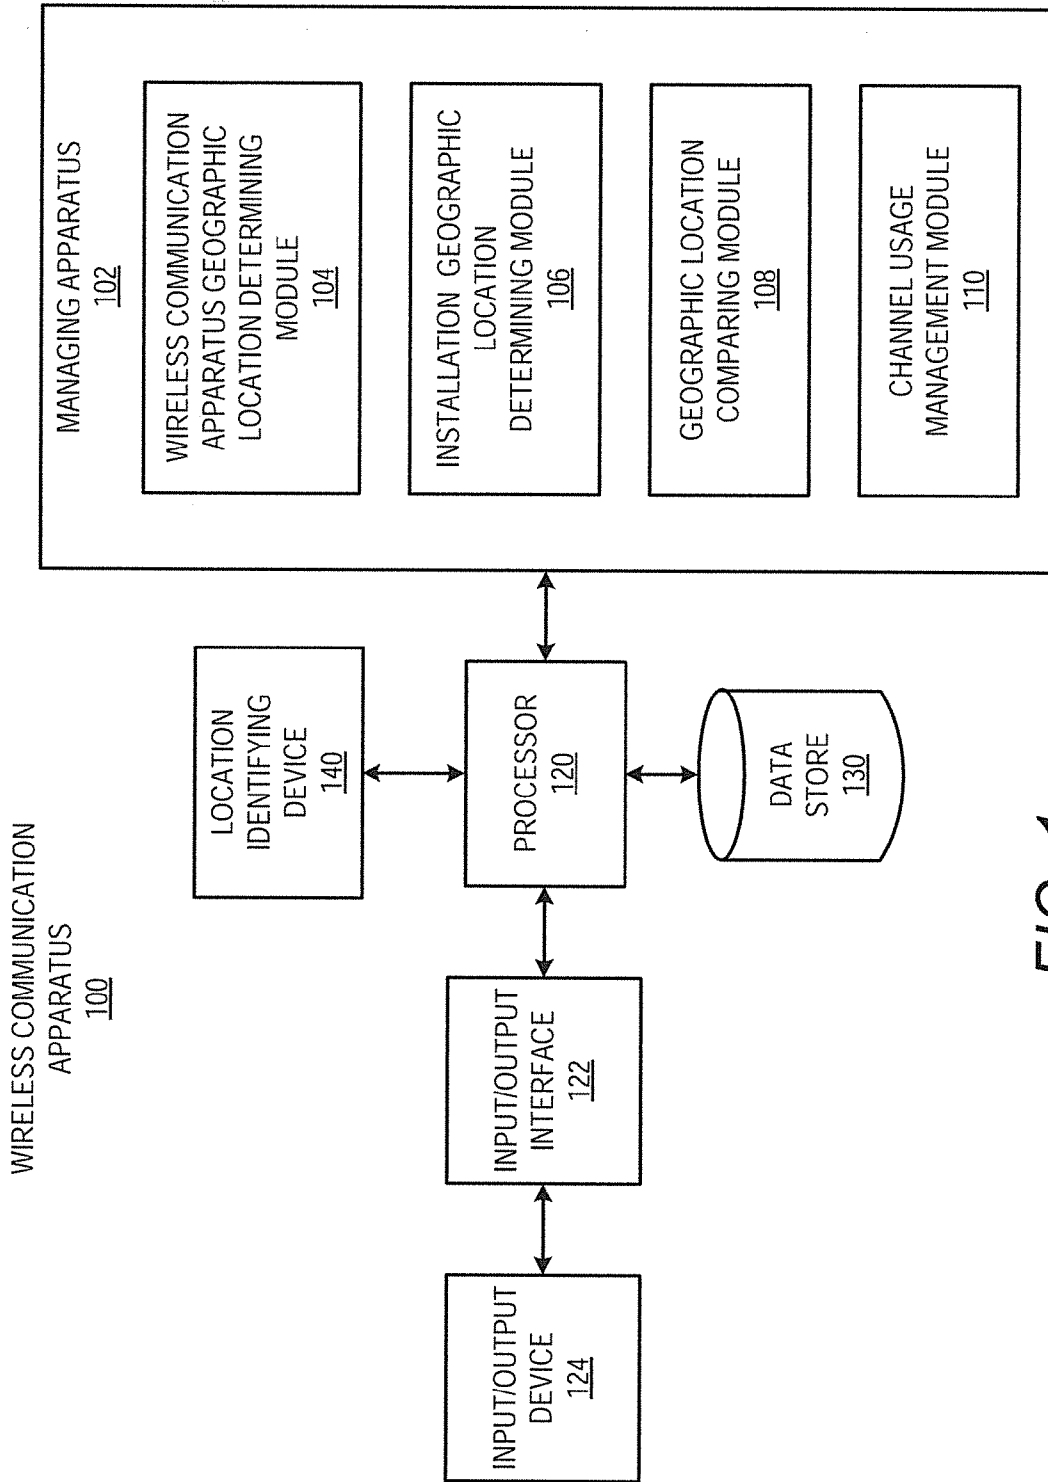 WIRELESS COMMUNICATION
APPARATUS
100
MANAGING APPARATUS
102
WIRELESS COMMUNICATION
APPARATUS GEOGRAPHIC
LOCATION DETERMINING
MODULE
104
INSTALLATION GEOGRAPHIC
LOCATION
DETERMINING MODULE
106
GEOGRAPHIC LOCATION
COMPARING MODULE
108
CHANNEL USAGE
MANAGEMENT MODULE
110
LOCATION
IDENTIFYING
DEVICE
140
PROCESSOR
120
DATA
STORE
130
INPUT/OUTPUT
INTERFACE
122
INPUT/OUTPUT
DEVICE
124
FIG. 1